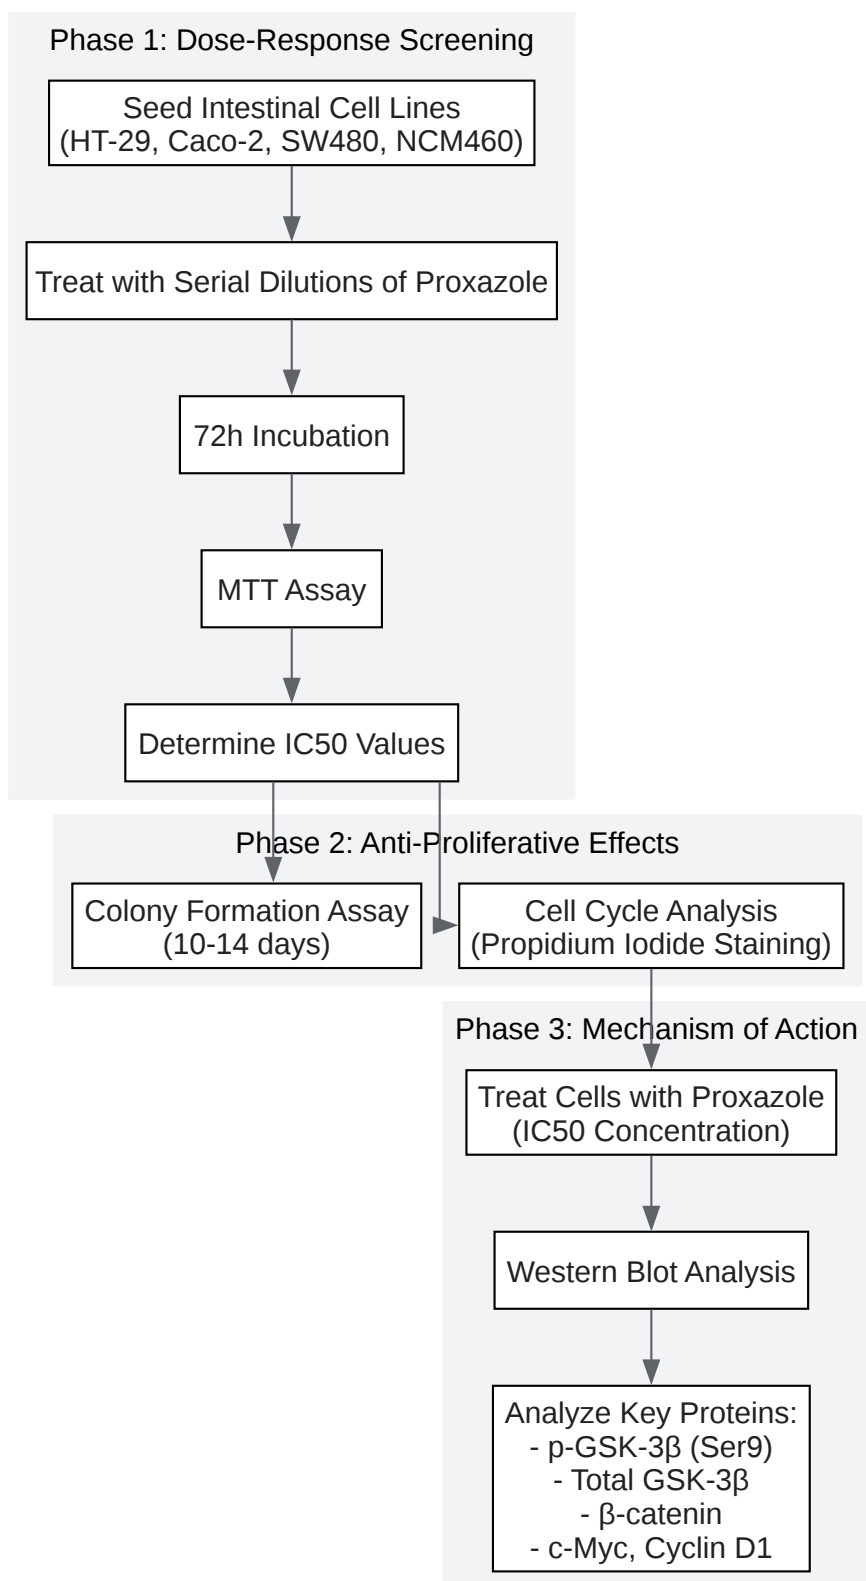 Phase 1: Dose-Response Screening
Seed Intestinal Cell Lines
(HT-29, Caco-2, SW480, NCM460)
Treat with Serial Dilutions of Proxazole
72h Incubation
MTT Assay
Determine IC50 Values
Phase 2: Anti-Proliferative Effects
Colony Formation Assay
(10-14 days)
Cell Cycle Analysis
(Propidium Iodide Staining)
Phase 3: Mechanism of Action
Treat Cells with Proxazole
(IC50 Concentration)
Western Blot Analysis
Analyze Key Proteins:
- p-GSK-3β (Ser9)
- Total GSK-3β
- β-catenin
- c-Myc, Cyclin D1